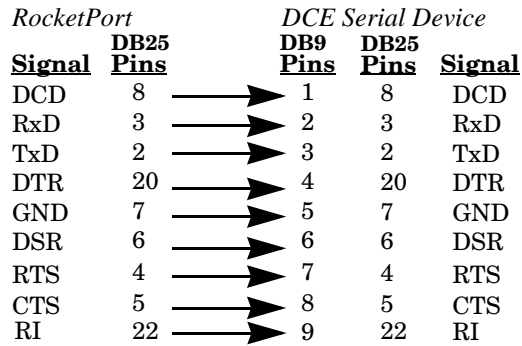 RocketPort DCE Serial Device
DB25 DB9 DB25
Signal Pins Pins Pins Signal
DCD 8 1 8 DCD
RxD 3 2 3 RxD
TxD 2 3 2 TxD
DTR 20 4 20 DTR
GND 7 5 7 GND
DSR 6 6 6 DSR
RTS 4 7 4 RTS
CTS 5 8 5 CTS
RI 22 9 22 RI